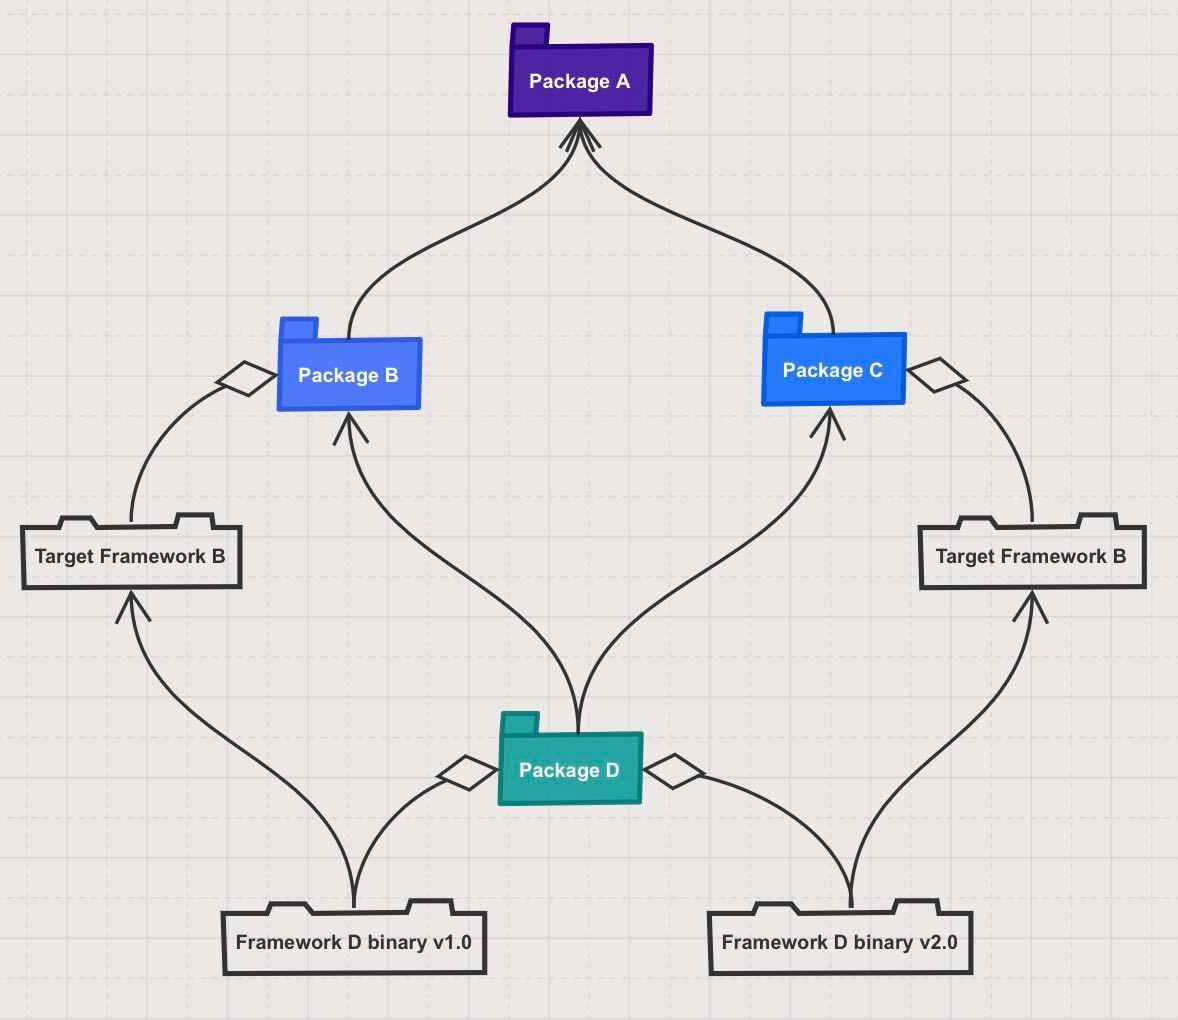 Package A
Package B
Package C
Target Framework B
Target Framework B
Package D
Framework D binary v1.0
Framework D binary v2.0